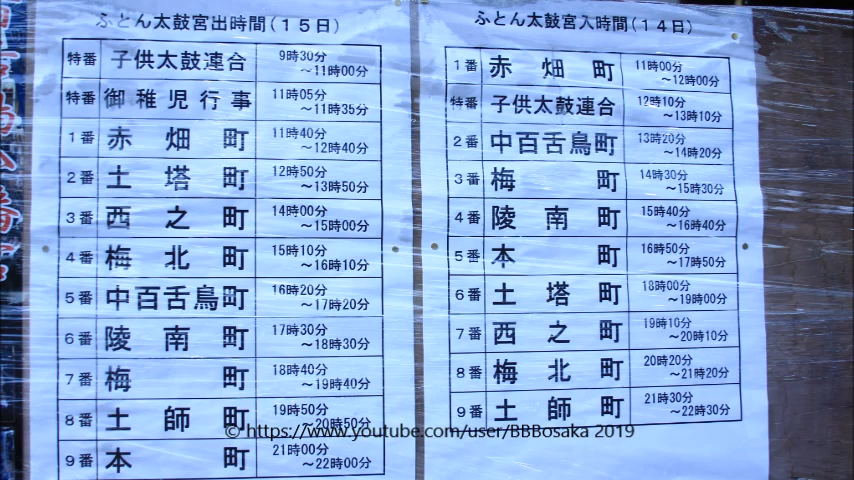 ふとん太鼓宮出時間(15日)
特番 子供太鼓連合 9時30分
～11時00分
特番 御稚児行事 11時05分
～11時35分
1番 赤畑町 11時40分
～12時40分
2番 土塔町 12時50分
～13時50分
3番 西之町 14時00分
～15時00分
4番 梅北町 15時10分
～16時10分
5番 中百舌鳥町 16時20分
～17時20分
6番 陵南町 17時30分
～18時30分
7番 梅町 18時40分
～19時40分
8番 土師町 19時50分
～20時50分
9番 本町 21時00分
～22時00分
ふとん太鼓宮入時間(14日)
1番 赤畑町 11時00分
～12時00分
特番 子供太鼓連合 12時10分
～13時10分
2番 中百舌鳥町 13時20分
～14時20分
3番 梅町 14時30分
～15時30分
4番 陵南町 15時40分
～16時40分
5番 本町 16時50分
～17時50分
6番 土塔町 18時00分
～19時00分
7番 西之町 19時10分
～20時10分
8番 梅北町 20時20分
～21時20分
9番 土師町 21時30分
～22時30分
© https://www.youtube.com/user/BBBosaka 2019